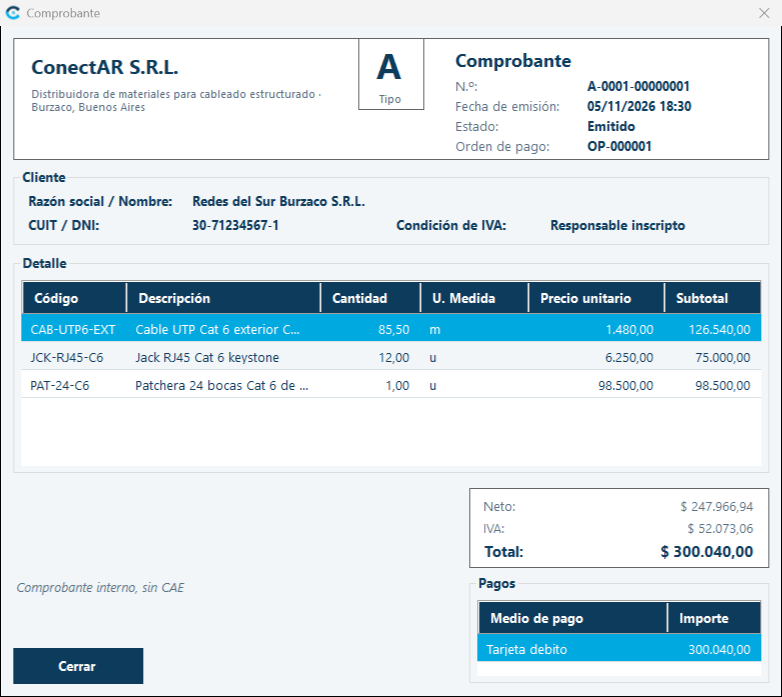 Comprobante
ConectAR S.R.L.
Distribuidora de materiales para cableado estructurado ·
Burzaco, Buenos Aires
A
Tipo
Comprobante
N.º: A-0001-00000001
Fecha de emisión: 05/11/2026 18:30
Estado: Emitido
Orden de pago: OP-000001
Cliente
Razón social / Nombre: Redes del Sur Burzaco S.R.L.
CUIT / DNI: 30-71234567-1 Condición de IVA: Responsable inscripto
Detalle
Código Descripción Cantidad U. Medida Precio unitario Subtotal
CAB-UTP6-EXT Cable UTP Cat 6 exterior C... 85,50 m 1.480,00 126.540,00
JCK-RJ45-C6 Jack RJ45 Cat 6 keystone 12,00 u 6.250,00 75.000,00
PAT-24-C6 Patchera 24 bocas Cat 6 de ... 1,00 u 98.500,00 98.500,00
Neto: $ 247.966,94
IVA: $ 52.073,06
Total: $ 300.040,00
Comprobante interno, sin CAE
Pagos
Medio de pago Importe
Tarjeta debito 300.040,00
Cerrar